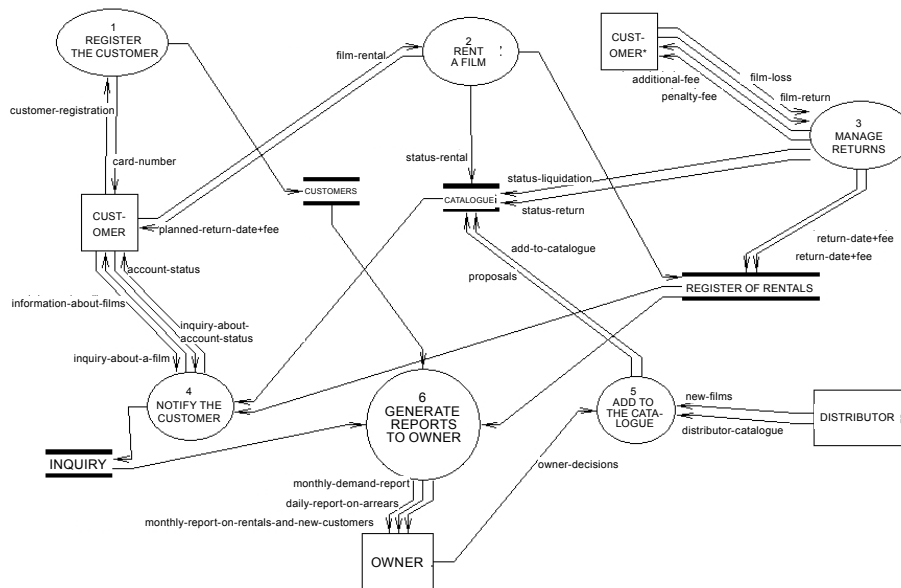 1
REGISTER
THE CUSTOMER
2
RENT
A FILM
CUST-
OMER*
film-rental
additional-fee
penalty-fee
film-loss
film-return
customer-registration
3
MANAGE
RETURNS
card-number
status-rental
status-liquidation
CUSTOMERS
CATALOGUE
status-return
CUST-
OMER
planned-return-date+fee
add-to-catalogue
proposals
return-date+fee
return-date+fee
account-status
information-about-films
REGISTER OF RENTALS
inquiry-about-
account-status
inquiry-about-a-film
4
NOTIFY THE
CUSTOMER
6
GENERATE
REPORTS
TO OWNER
5
ADD TO
THE CATA-
LOGUE
new-films
distributor-catalogue
DISTRIBUTOR
INQUIRY
owner-decisions
monthly-demand-report
daily-report-on-arrears
monthly-report-on-rentals-and-new-customers
OWNER